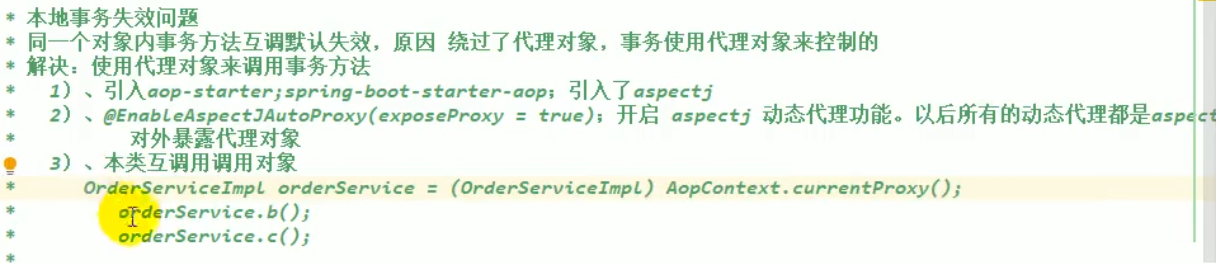 * 本地事务失效问题
* 同一个对象内事务方法互调默认失效，原因 绕过了代理对象，事务使用代理对象来控制的
* 解决：使用代理对象来调用事务方法
*   1）、引入aop-starter;spring-boot-starter-aop；引入了aspectj
*   2）、@EnableAspectJAutoProxy(exposeProxy = true)；开启 aspectj 动态代理功能。以后所有的动态代理都是aspect
*          对外暴露代理对象
*   3）、本类互调用调用对象
*      OrderServiceImpl orderService = (OrderServiceImpl) AopContext.currentProxy();
*         orderService.b();
*         orderService.c();
*